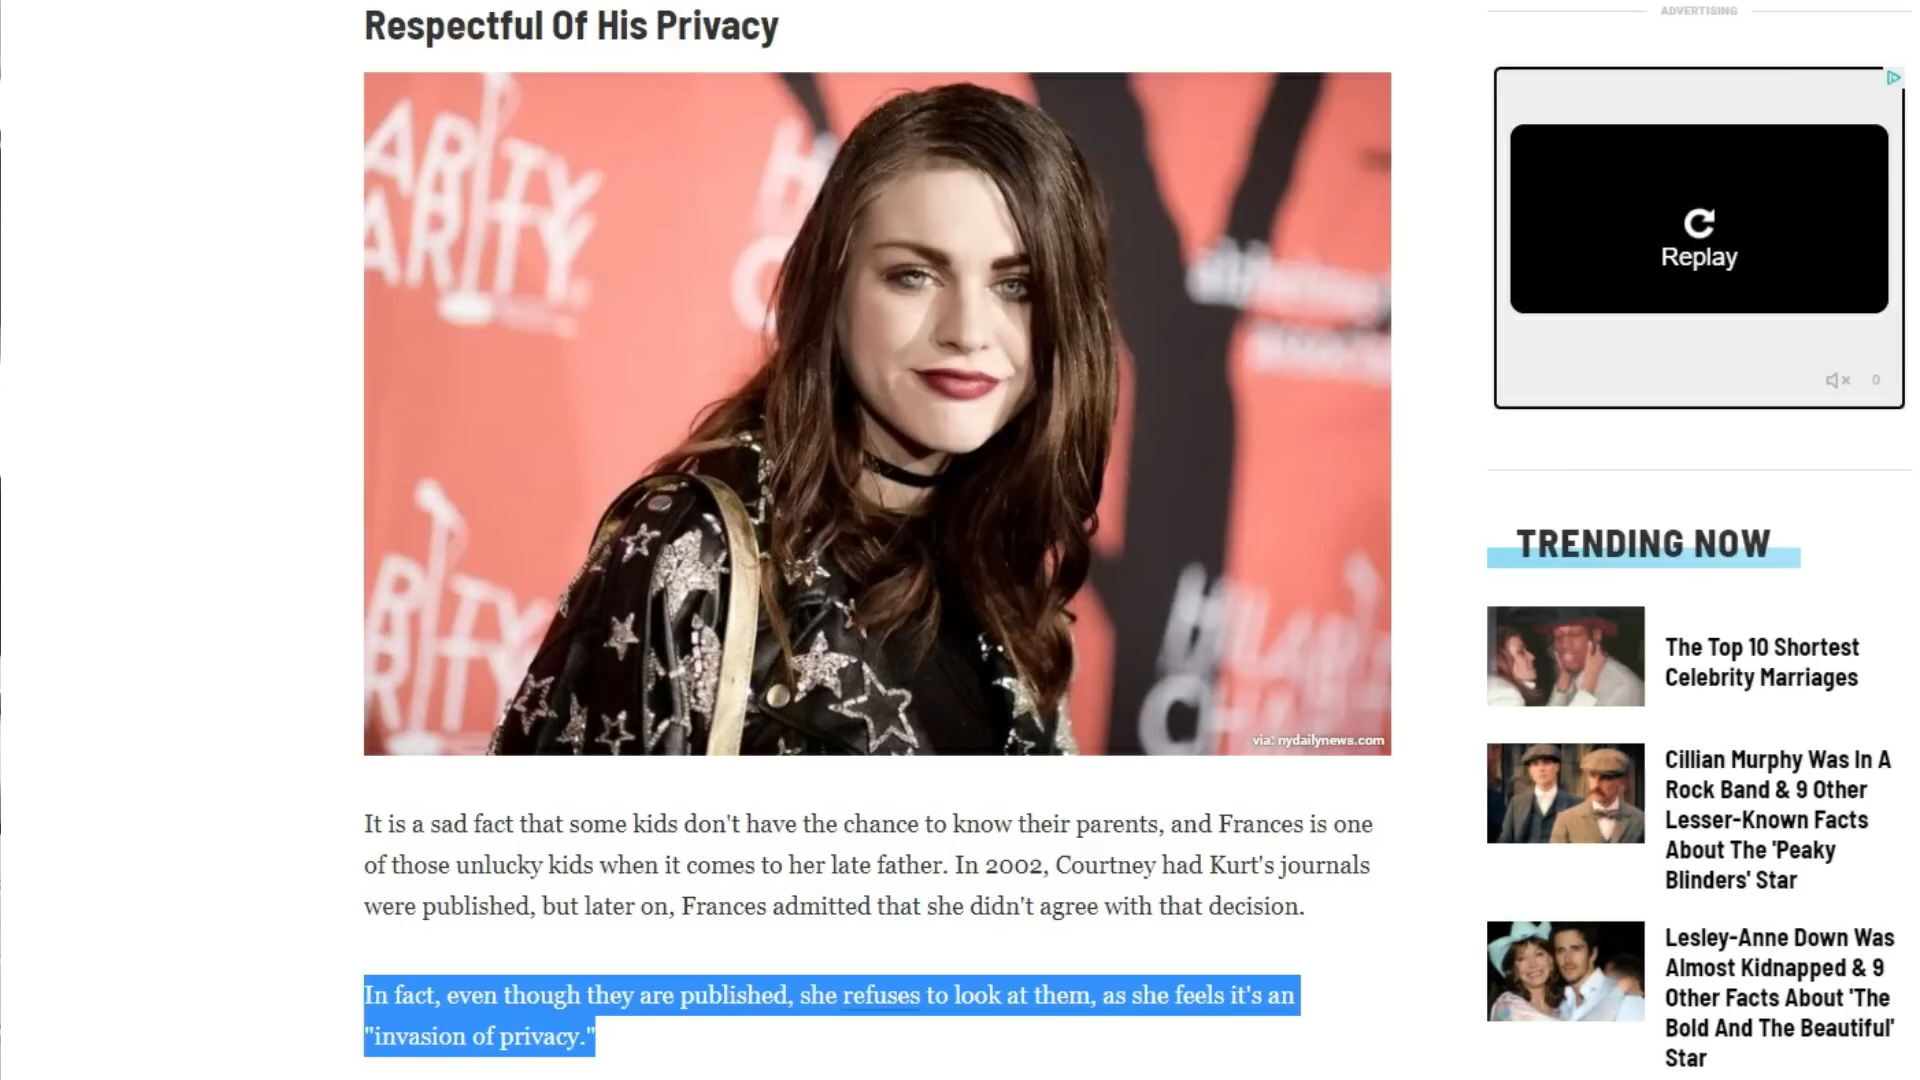 Respectful Of His Privacy
ARITY
ARITY
via: nydailynews.com
It is a sad fact that some kids don't have the chance to know their parents, and Frances is one
of those unlucky kids when it comes to her late father. In 2002, Courtney had Kurt's journals
were published, but later on, Frances admitted that she didn't agree with that decision.
In fact, even though they are published, she refuses to look at them, as she feels it's an
"invasion of privacy."
ADVERTISING
Replay
0
TRENDING NOW
The Top 10 Shortest
Celebrity Marriages
Cillian Murphy Was In A
Rock Band & 9 Other
Lesser-Known Facts
About The 'Peaky
Blinders' Star
Lesley-Anne Down Was
Almost Kidnapped & 9
Other Facts About 'The
Bold And The Beautiful'
Star